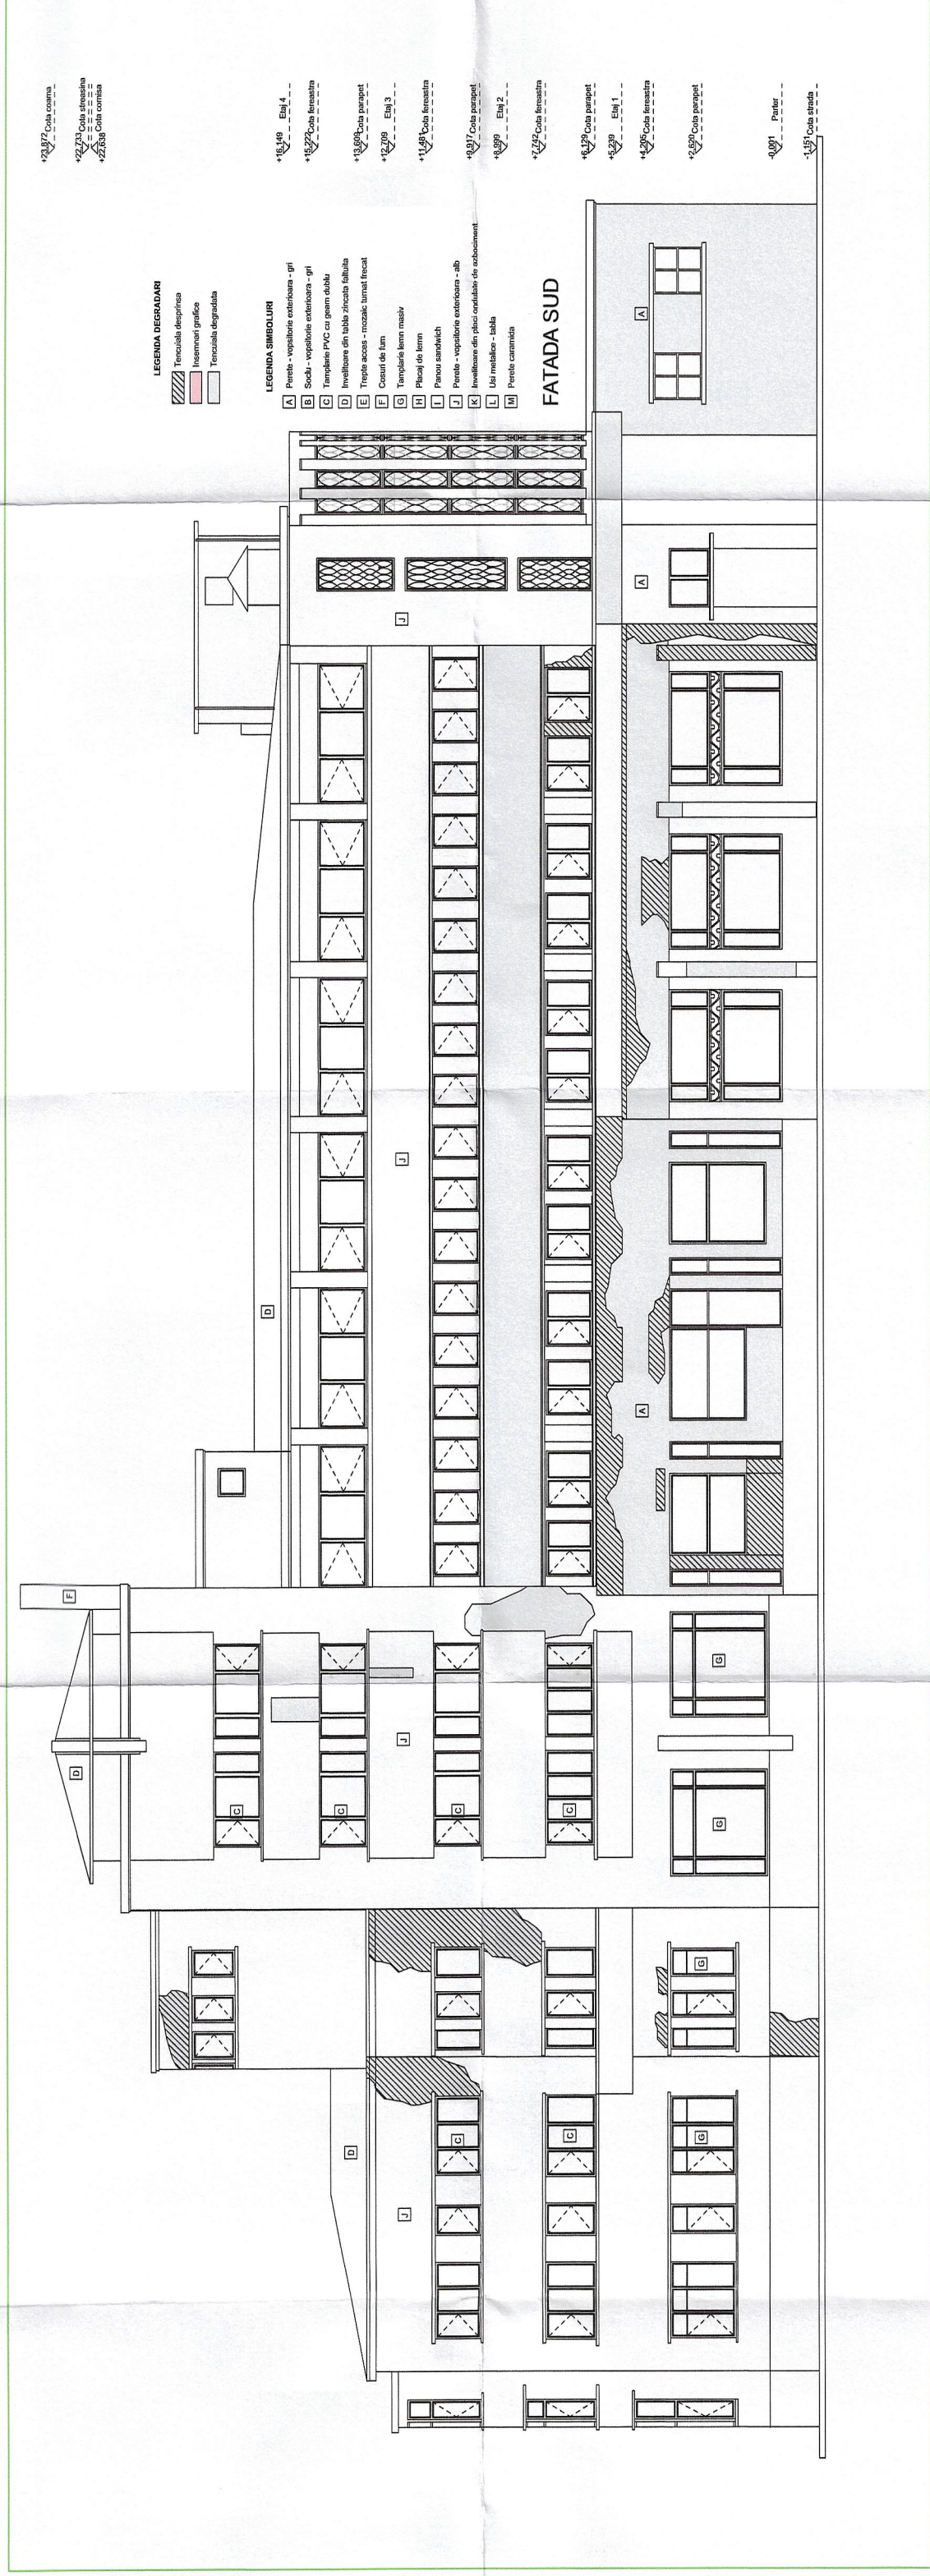 +23,872 Cota coama
+22,733 Cota streasina
+22,638 Cota cornisa
+16,149 Etaj 4
+15,222 Cota fereastra
+13,600 Cota parapet
+12,709 Etaj 3
+11,481 Cota fereastra
+9,917 Cota parapet
+8,999 Etaj 2
+7,742 Cota fereastra
+6,129 Cota parapet
+5,239 Etaj 1
+4,205 Cota fereastra
+2,620 Cota parapet
-0,001 Parter
-1,151 Cota strada
LEGENDA DEGRADARI
Tencuiala desprinsa
Insemnari grafice
Tencuiala degradata
LEGENDA SIMBOLURI
A Perete - vopsitorie exterioara - gri
B Soclu - vopsitorie exterioara - gri
C Tamplarie PVC cu geam dublu
D Invelitoare din tabla zincata faltuita
E Trepte acces - mozaic turnat frecat
F Cosuri de fum
G Tamplarie lemn masiv
H Placaj de lemn
I Panou sandwich
J Perete - vopsitorie exterioara - alb
K Invelitoare din placi ondulate de azbociment
L Usi metalice - tabla
M Perete caramida
FATADA SUD
D
F
D
D
J
C
C
C
C
J
J
J
C
C
G
G
G
G
A
A
A